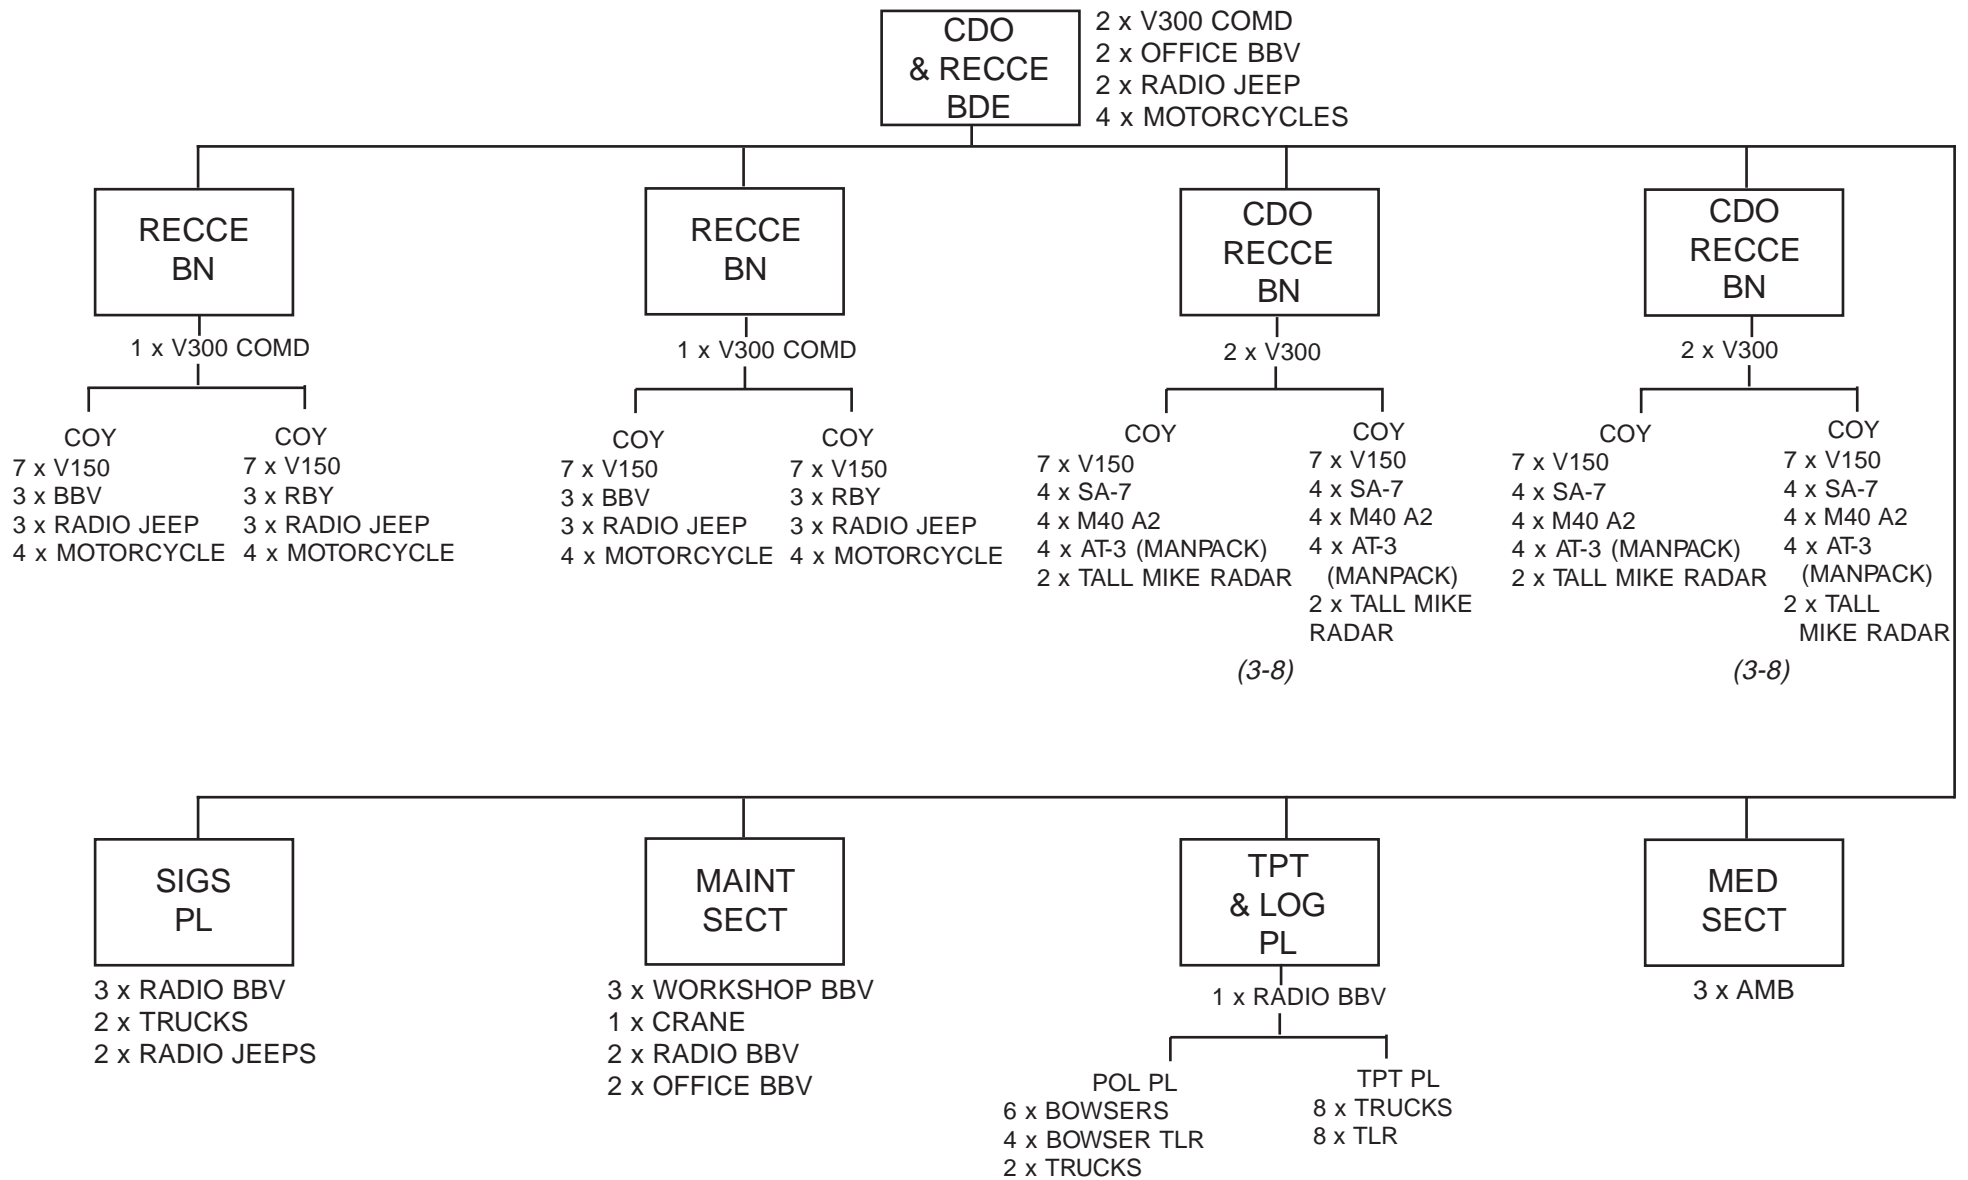 CDO
& RECCE
BDE
2 x V300 COMD
2 x OFFICE BBV
2 x RADIO JEEP
4 x MOTORCYCLES
RECCE
BN
1 x V300 COMD
COY
7 x V150
3 x BBV
3 x RADIO JEEP
4 x MOTORCYCLE
COY
7 x V150
3 x RBY
3 x RADIO JEEP
4 x MOTORCYCLE
RECCE
BN
1 x V300 COMD
COY
7 x V150
3 x BBV
3 x RADIO JEEP
4 x MOTORCYCLE
COY
7 x V150
3 x RBY
3 x RADIO JEEP
4 x MOTORCYCLE
CDO
RECCE
BN
2 x V300
COY
7 x V150
4 x SA-7
4 x M40 A2
4 x AT-3 (MANPACK)
2 x TALL MIKE RADAR
COY
7 x V150
4 x SA-7
4 x M40 A2
4 x AT-3
(MANPACK)
2 x TALL MIKE
RADAR
(3-8)
CDO
RECCE
BN
2 x V300
COY
7 x V150
4 x SA-7
4 x M40 A2
4 x AT-3 (MANPACK)
2 x TALL MIKE RADAR
COY
7 x V150
4 x SA-7
4 x M40 A2
4 x AT-3
(MANPACK)
2 x TALL
MIKE RADAR
(3-8)
SIGS
PL
3 x RADIO BBV
2 x TRUCKS
2 x RADIO JEEPS
MAINT
SECT
3 x WORKSHOP BBV
1 x CRANE
2 x RADIO BBV
2 x OFFICE BBV
TPT
& LOG
PL
1 x RADIO BBV
POL PL
6 x BOWSERS
4 x BOWSER TLR
2 x TRUCKS
TPT PL
8 x TRUCKS
8 x TLR
MED
SECT
3 x AMB